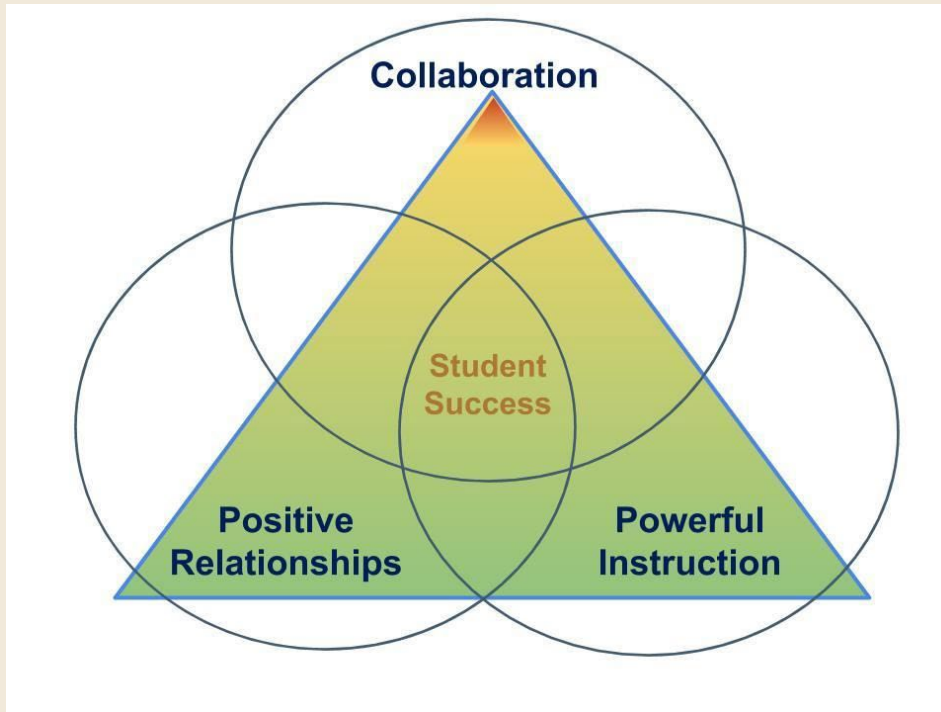 Collaboration
Student
Success
Positive
Relationships
Powerful
Instruction